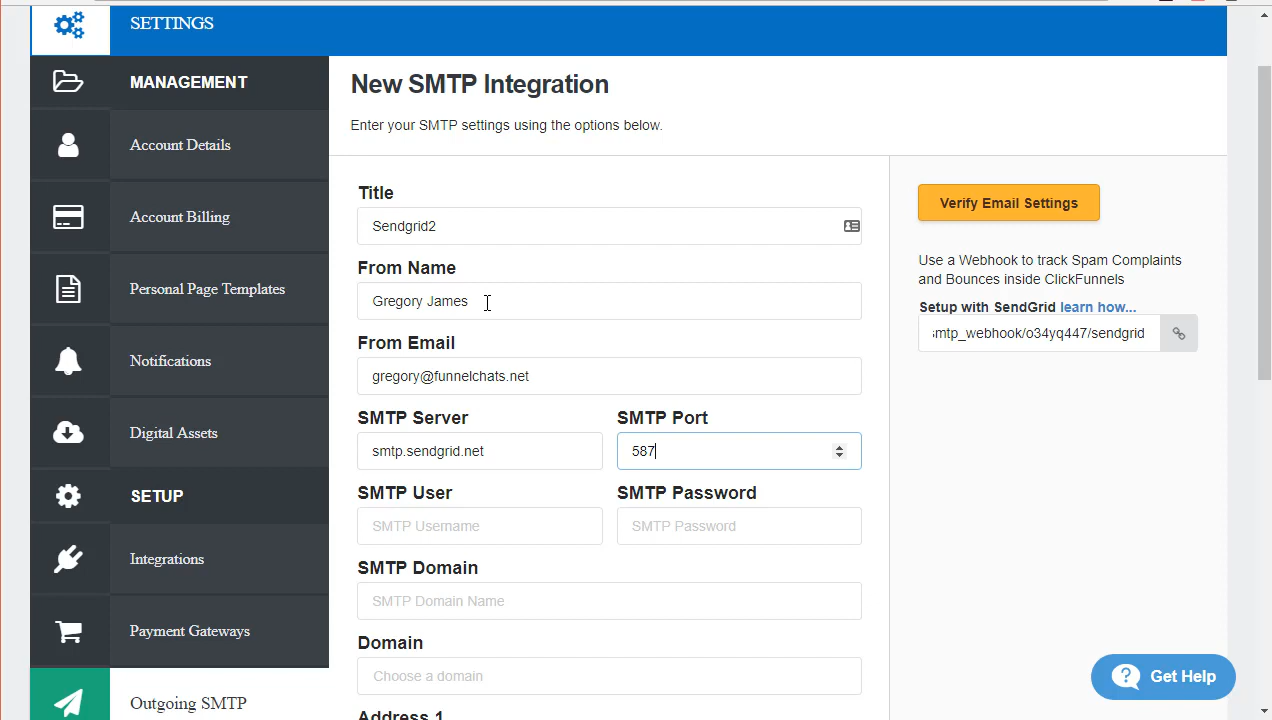 SETTINGS
MANAGEMENT
Account Details
Account Billing
Personal Page Templates
Notifications
Digital Assets
SETUP
Integrations
Payment Gateways
Outgoing SMTP
New SMTP Integration
Enter your SMTP settings using the options below.
Title
Sendgrid2
From Name
Gregory James
From Email
gregory@funnelchats.net
SMTP Server
SMTP Port
smtp.sendgrid.net
587
SMTP User
SMTP Password
SMTP Username
SMTP Password
SMTP Domain
SMTP Domain Name
Domain
Choose a domain
Address 1
Verify Email Settings
Use a Webhook to track Spam Complaints
and Bounces inside ClickFunnels
Setup with SendGrid learn how...
smtp_webhook/o34yq447/sendgrid
Get Help